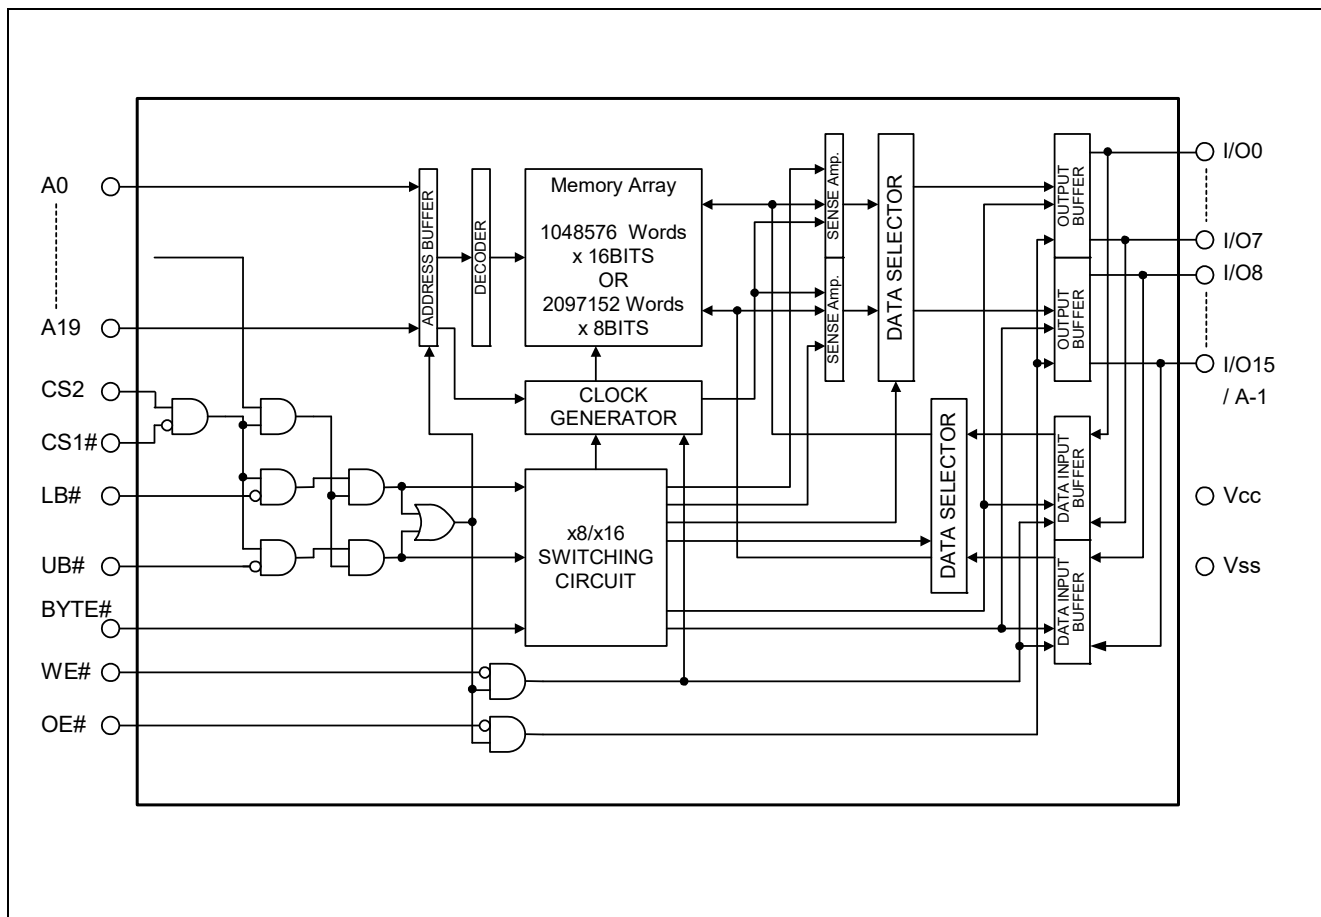 A0
A19
CS2
CS1#
LB#
UB#
BYTE#
WE#
OE#
ADDRESS BUFFER
DECODER
Memory Array
1048576 Words
x 16BITS
OR
2097152 Words
x 8BITS
CLOCK
GENERATOR
x8/x16
SWITCHING
CIRCUIT
SENSE Amp.
SENSE Amp.
DATA SELECTOR
DATA SELECTOR
OUTPUT
BUFFER
OUTPUT
BUFFER
DATA INPUT
BUFFER
DATA INPUT
BUFFER
I/O0
I/O7
I/O8
I/O15
/ A-1
Vcc
Vss